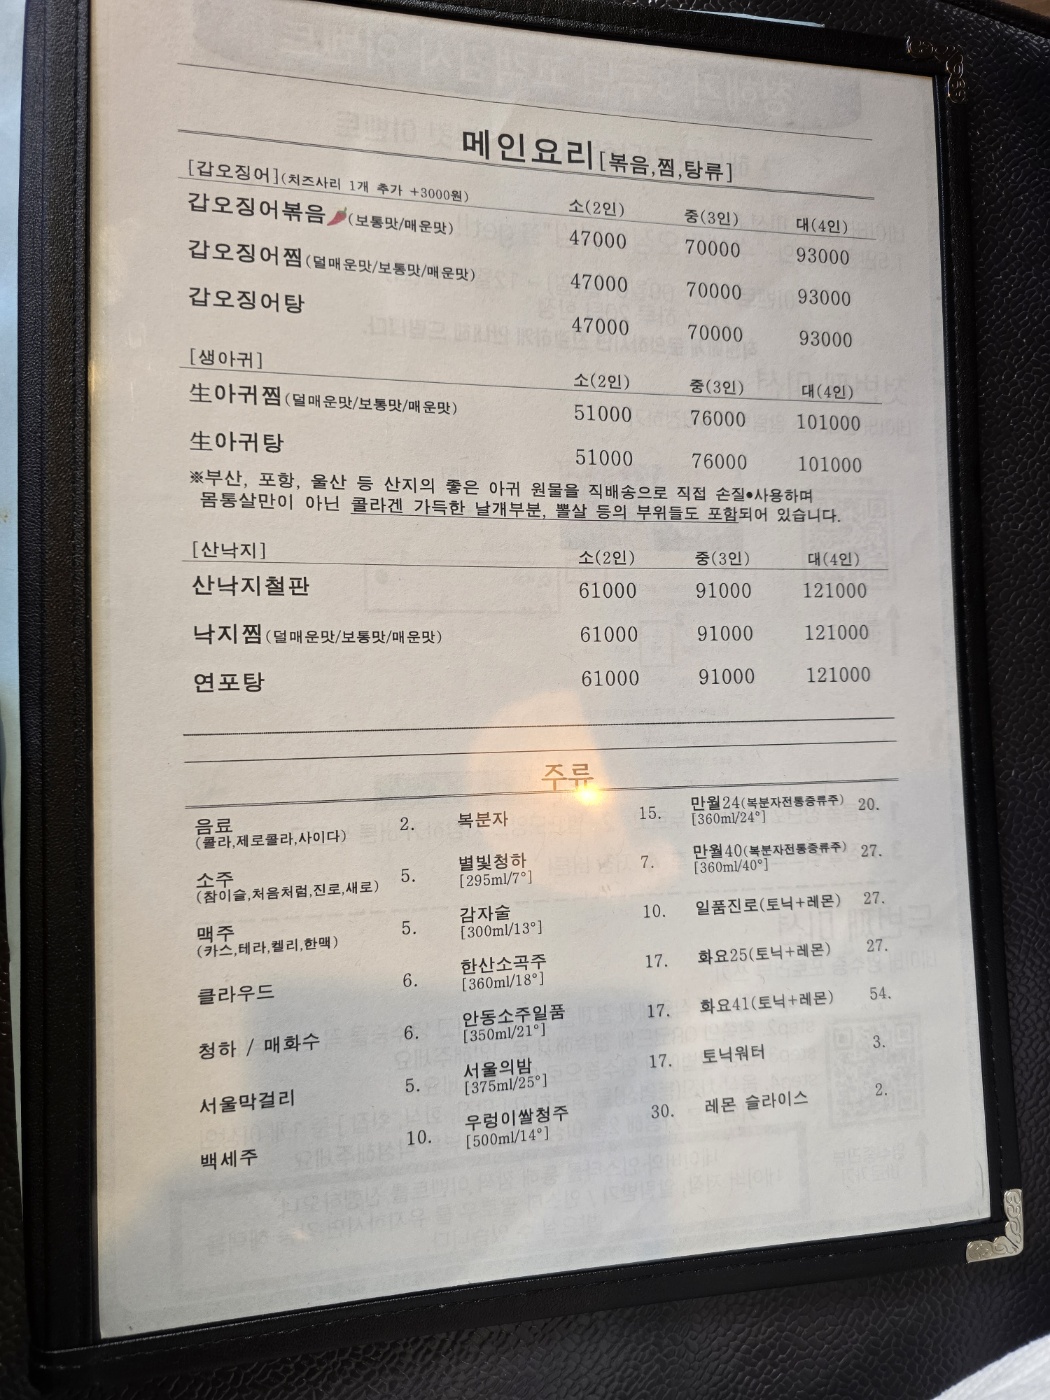 메인요리[볶음,찜,탕류]
[갑오징어](치즈사리 1개 추가 +3000원) 소(2인) 중(3인) 대(4인)
갑오징어볶음🌶(보통맛/매운맛) 47000 70000 93000
갑오징어찜(덜매운맛/보통맛/매운맛) 47000 70000 93000
갑오징어탕 47000 70000 93000
[생아귀] 소(2인) 중(3인) 대(4인)
生아귀찜(덜매운맛/보통맛/매운맛) 51000 76000 101000
生아귀탕 51000 76000 101000
※부산, 포항, 울산 등 산지의 좋은 아귀 원물을 직배송으로 직접 손질•사용하며
몸통살만이 아닌 콜라겐 가득한 날개부분, 뽈살 등의 부위들도 포함되어 있습니다.
[산낙지] 소(2인) 중(3인) 대(4인)
산낙지철판 61000 91000 121000
낙지찜(덜매운맛/보통맛/매운맛) 61000 91000 121000
연포탕 61000 91000 121000
주류
음료 2.
(콜라,제로콜라,사이다)
소주 5.
(참이슬,처음처럼,진로,새로)
맥주 5.
(카스,테라,켈리,한맥)
클라우드 6.
청하 / 매화수 6.
서울막걸리 5.
백세주 10.
복분자 15.
별빛청하 7.
[295ml/7°]
감자술 10.
[300ml/13°]
한산소곡주 17.
[360ml/18°]
안동소주일품 17.
[350ml/21°]
서울의밤 17.
[375ml/25°]
우렁이쌀청주 30.
[500ml/14°]
만월24(복분자전통증류주) 20.
[360ml/24°]
만월40(복분자전통증류주) 27.
[360ml/40°]
일품진로(토닉+레몬) 27.
화요25(토닉+레몬) 27.
화요41(토닉+레몬) 54.
토닉워터 3.
레몬 슬라이스 2.